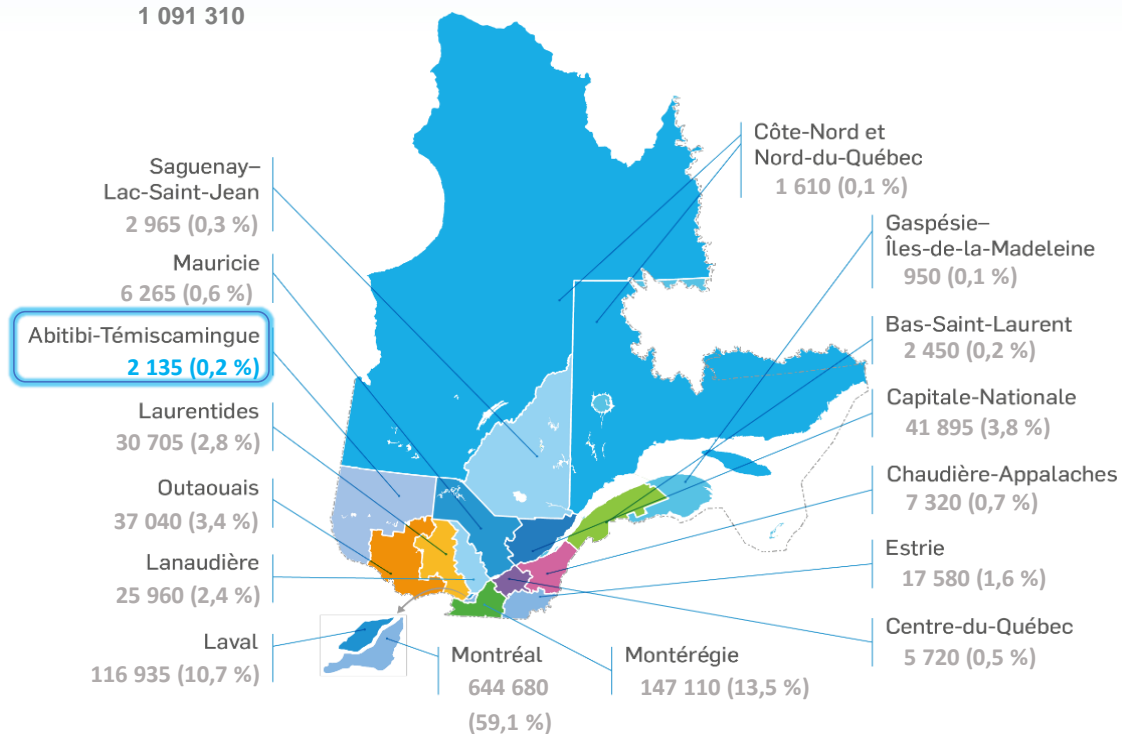 1 091 310
Côte-Nord et
Nord-du-Québec
1 610 (0,1 %)
Saguenay–
Lac-Saint-Jean
2 965 (0,3 %)
Gaspésie–
Îles-de-la-Madeleine
950 (0,1 %)
Mauricie
6 265 (0,6 %)
Abitibi-Témiscamingue
2 135 (0,2 %)
Bas-Saint-Laurent
2 450 (0,2 %)
Laurentides
30 705 (2,8 %)
Capitale-Nationale
41 895 (3,8 %)
Outaouais
37 040 (3,4 %)
Chaudière-Appalaches
7 320 (0,7 %)
Lanaudière
25 960 (2,4 %)
Estrie
17 580 (1,6 %)
Laval
116 935 (10,7 %)
Montréal
644 680
(59,1 %)
Montérégie
147 110 (13,5 %)
Centre-du-Québec
5 720 (0,5 %)